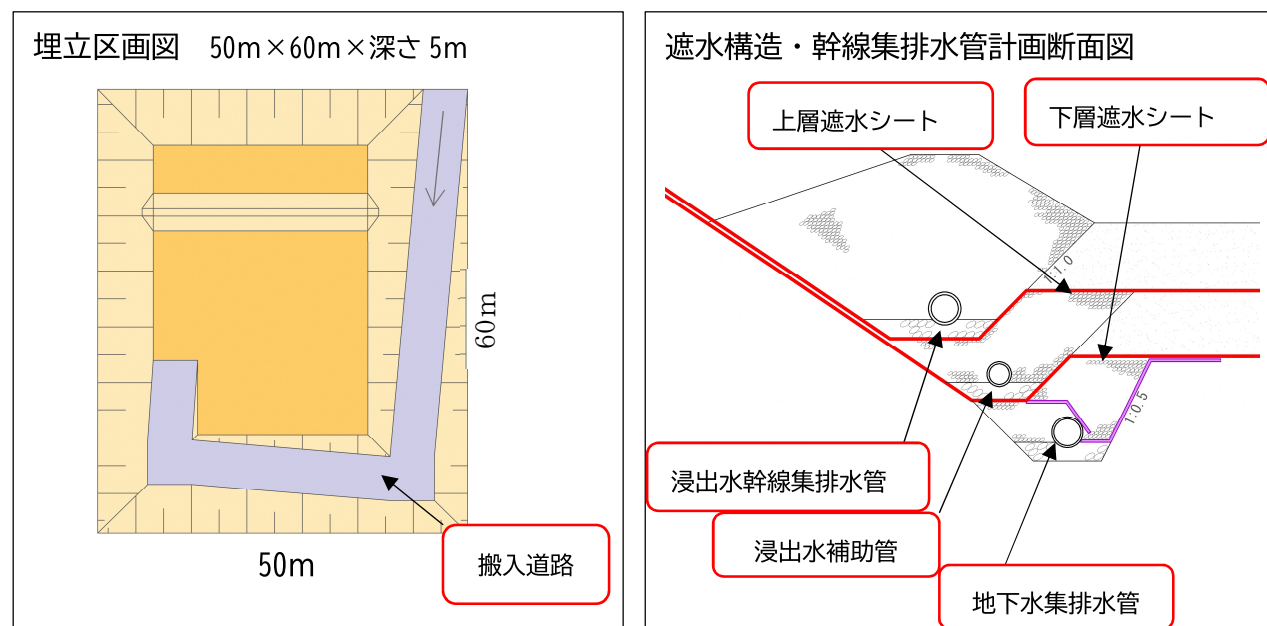 埋立区画図 50m×60m×深さ 5m
60m
50m
搬入道路
遮水構造・幹線集排水管計画断面図
上層遮水シート
下層遮水シート
1:1.0
1:0.5
浸出水幹線集排水管
浸出水補助管
地下水集排水管